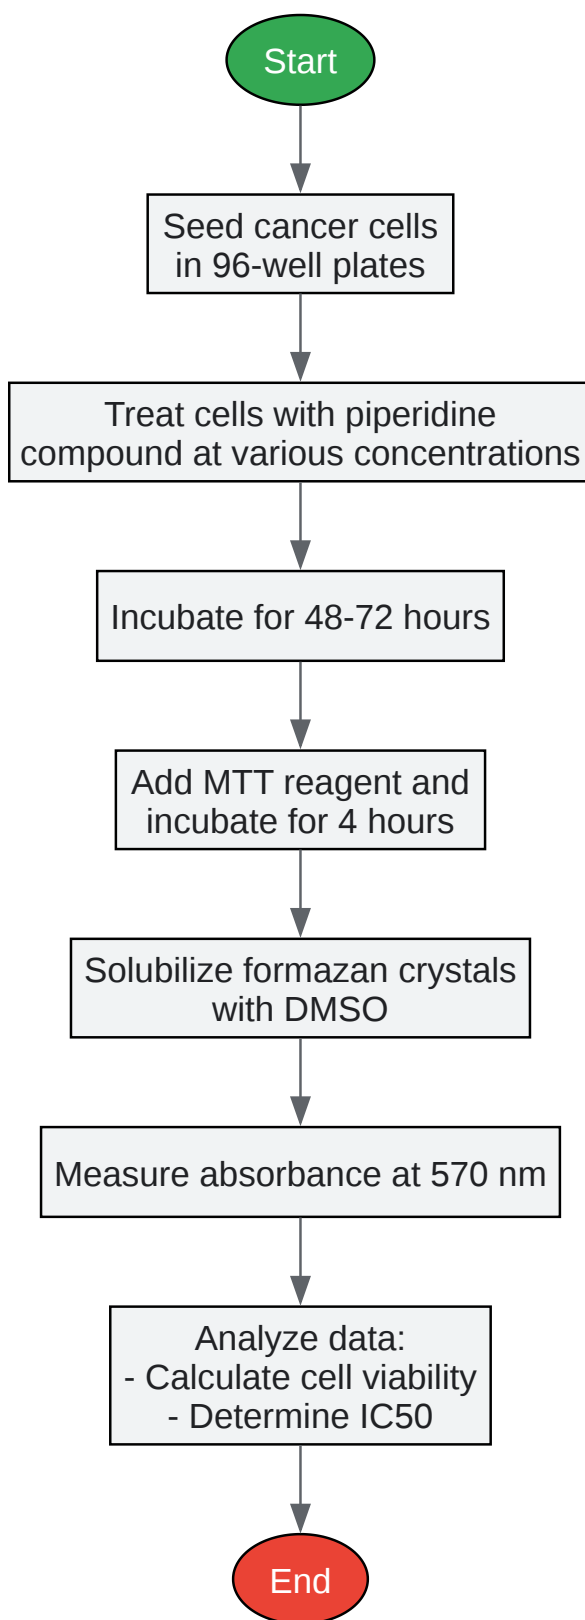 Start
Seed cancer cells
in 96-well plates
Treat cells with piperidine
compound at various concentrations
Incubate for 48-72 hours
Add MTT reagent and
incubate for 4 hours
Solubilize formazan crystals
with DMSO
Measure absorbance at 570 nm
Analyze data:
- Calculate cell viability
- Determine IC50
End